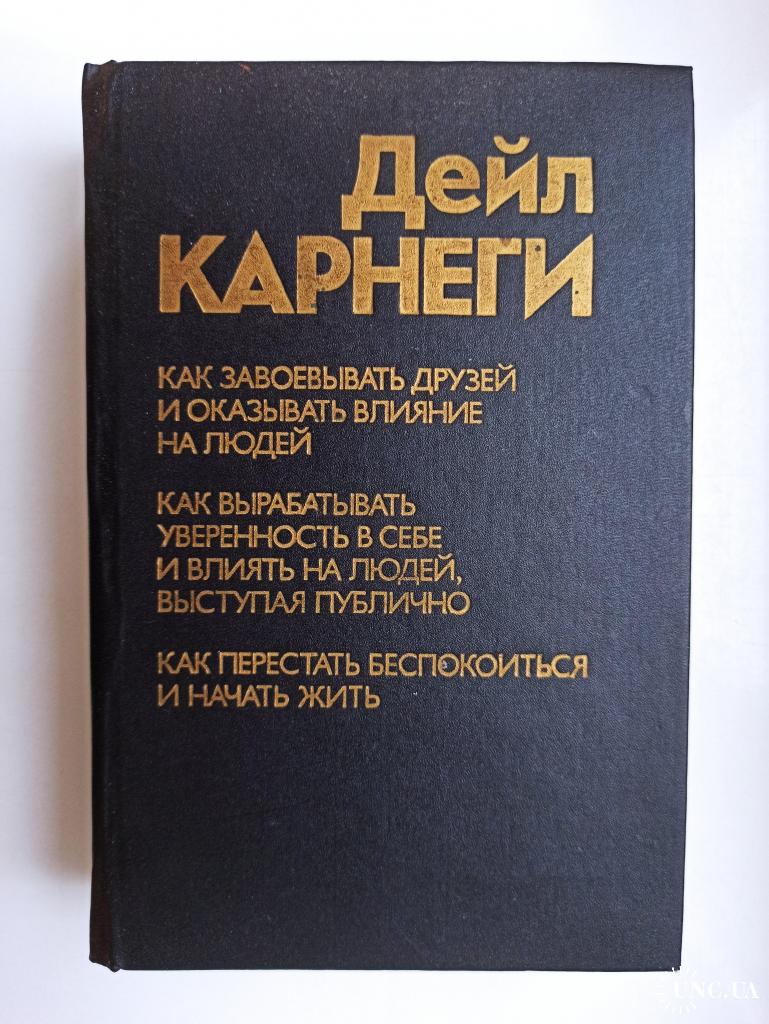 Дейл
КАРНЕГИ
КАК ЗАВОЕВЫВАТЬ ДРУЗЕЙ
И ОКАЗЫВАТЬ ВЛИЯНИЕ
НА ЛЮДЕЙ
КАК ВЫРАБАТЫВАТЬ
УВЕРЕННОСТЬ В СЕБЕ
И ВЛИЯТЬ НА ЛЮДЕЙ,
ВЫСТУПАЯ ПУБЛИЧНО
КАК ПЕРЕСТАТЬ БЕСПОКОИТЬСЯ
И НАЧАТЬ ЖИТЬ
UNC.UA